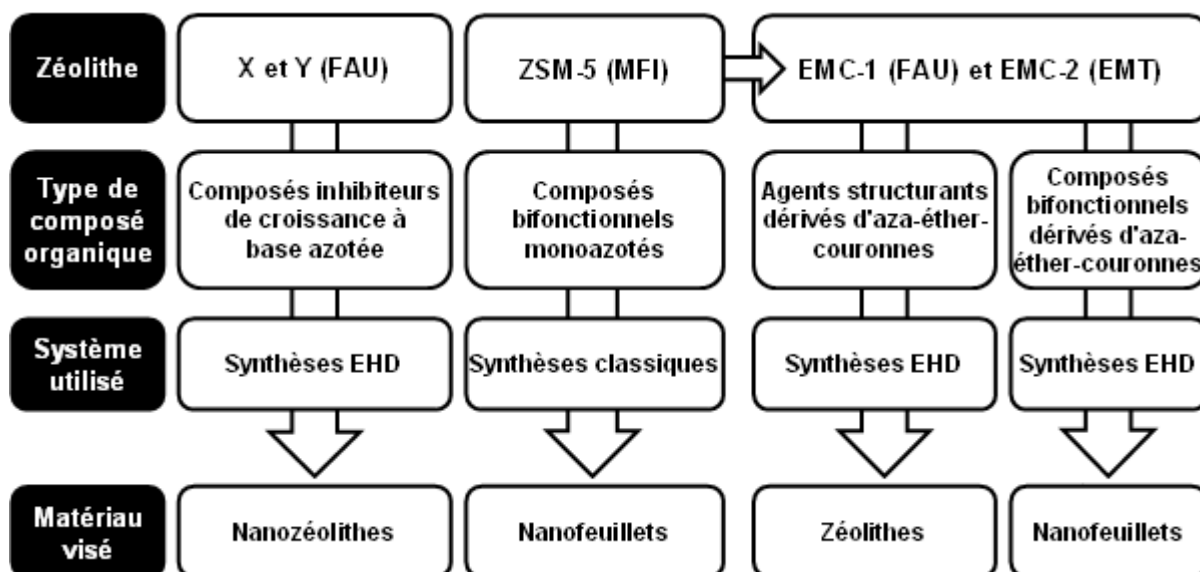 Zéolithe
X et Y (FAU)
ZSM-5 (MFI)
EMC-1 (FAU) et EMC-2 (EMT)
Type de
composé
organique
Composés inhibiteurs
de croissance à
base azotée
Composés
bifonctionnels
monoazotés
Agents structurants
dérivés d'aza-éther-
couronnes
Composés
bifonctionnels
dérivés d'aza-
éther-couronnes
Système
utilisé
Synthèses EHD
Synthèses classiques
Synthèses EHD
Synthèses EHD
Matériau
visé
Nanozéolithes
Nanofeuillets
Zéolithes
Nanofeuillets